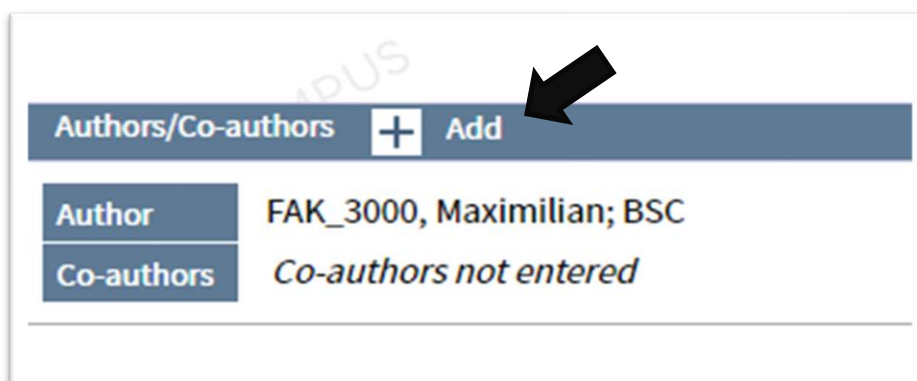 Authors/Co-authors + Add
Author FAK_3000, Maximilian; BSC
Co-authors Co-authors not entered